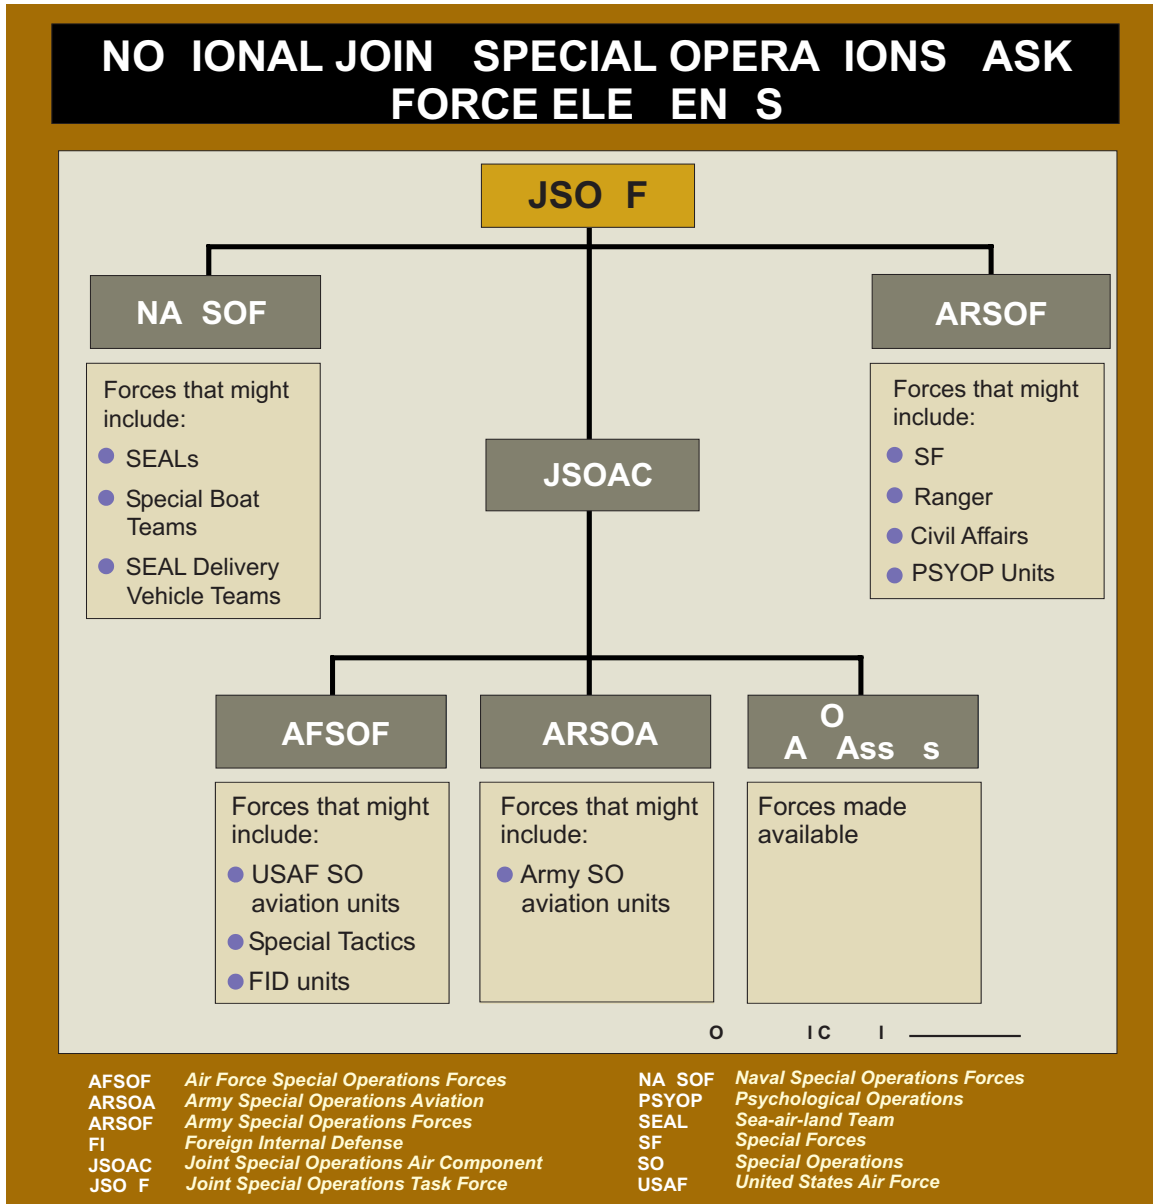 NO IONAL JOIN SPECIAL OPERA IONS ASK
FORCE ELE EN S
JSO F
NA SOF
ARSOF
Forces that might
include:
SEALs
Special Boat
Teams
SEAL Delivery
Vehicle Teams
JSOAC
Forces that might
include:
SF
Ranger
Civil Affairs
PSYOP Units
AFSOF
ARSOA
O
A Ass s
Forces that might
include:
USAF SO
aviation units
Special Tactics
FID units
Forces that might
include:
Army SO
aviation units
Forces made
available
O I C I
AFSOF Air Force Special Operations Forces
ARSOA Army Special Operations Aviation
ARSOF Army Special Operations Forces
FI Foreign Internal Defense
JSOAC Joint Special Operations Air Component
JSO F Joint Special Operations Task Force
NA SOF Naval Special Operations Forces
PSYOP Psychological Operations
SEAL Sea-air-land Team
SF Special Forces
SO Special Operations
USAF United States Air Force